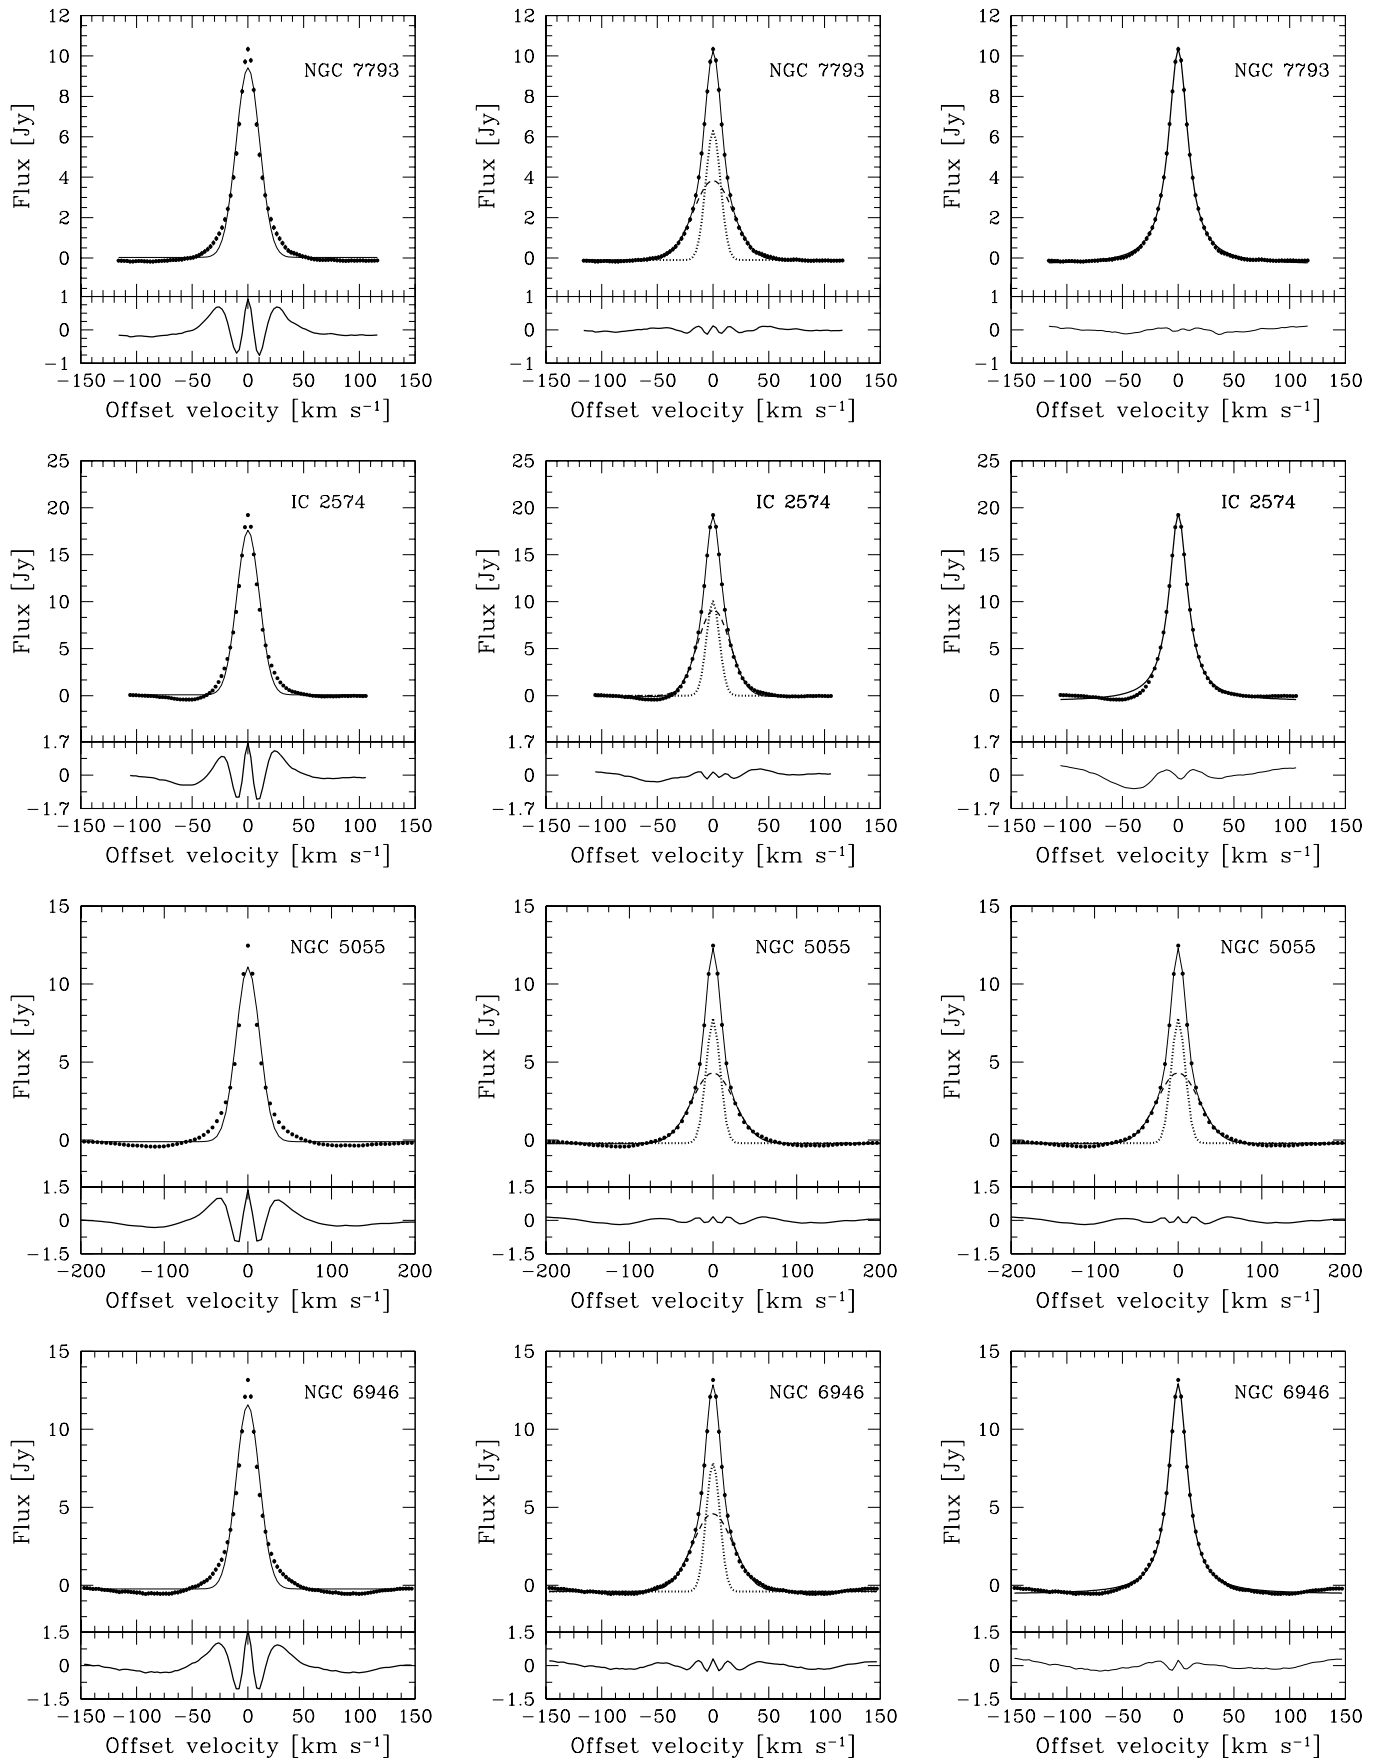 12 12 12
10 NGC 7793 10 NGC 7793 10 NGC 7793
8 8 8
6 6 6
4 4 4
2 2 2
0 0 0
Flux [Jy] Flux [Jy] Flux [Jy]
1 1 1
0 0 0
−1 −1 −1
−150 −100 −50 0 50 100 150 −150 −100 −50 0 50 100 150 −150 −100 −50 0 50 100 150
Offset velocity [km s⁻¹] Offset velocity [km s⁻¹] Offset velocity [km s⁻¹]
25 25 25
20 IC 2574 20 IC 2574 20 IC 2574
15 15 15
10 10 10
5 5 5
0 0 0
Flux [Jy] Flux [Jy] Flux [Jy]
1.7 1.7 1.7
0 0 0
−1.7 −1.7 −1.7
−150 −100 −50 0 50 100 150 −150 −100 −50 0 50 100 150 −150 −100 −50 0 50 100 150
Offset velocity [km s⁻¹] Offset velocity [km s⁻¹] Offset velocity [km s⁻¹]
15 15 15
NGC 5055 NGC 5055 NGC 5055
10 10 10
5 5 5
0 0 0
Flux [Jy] Flux [Jy] Flux [Jy]
1.5 1.5 1.5
0 0 0
−1.5 −1.5 −1.5
−200 −100 0 100 200 −200 −100 0 100 200 −200 −100 0 100 200
Offset velocity [km s⁻¹] Offset velocity [km s⁻¹] Offset velocity [km s⁻¹]
15 15 15
NGC 6946 NGC 6946 NGC 6946
10 10 10
5 5 5
0 0 0
Flux [Jy] Flux [Jy] Flux [Jy]
1.5 1.5 1.5
0 0 0
−1.5 −1.5 −1.5
−150 −100 −50 0 50 100 150 −150 −100 −50 0 50 100 150 −150 −100 −50 0 50 100 150
Offset velocity [km s⁻¹] Offset velocity [km s⁻¹] Offset velocity [km s⁻¹]